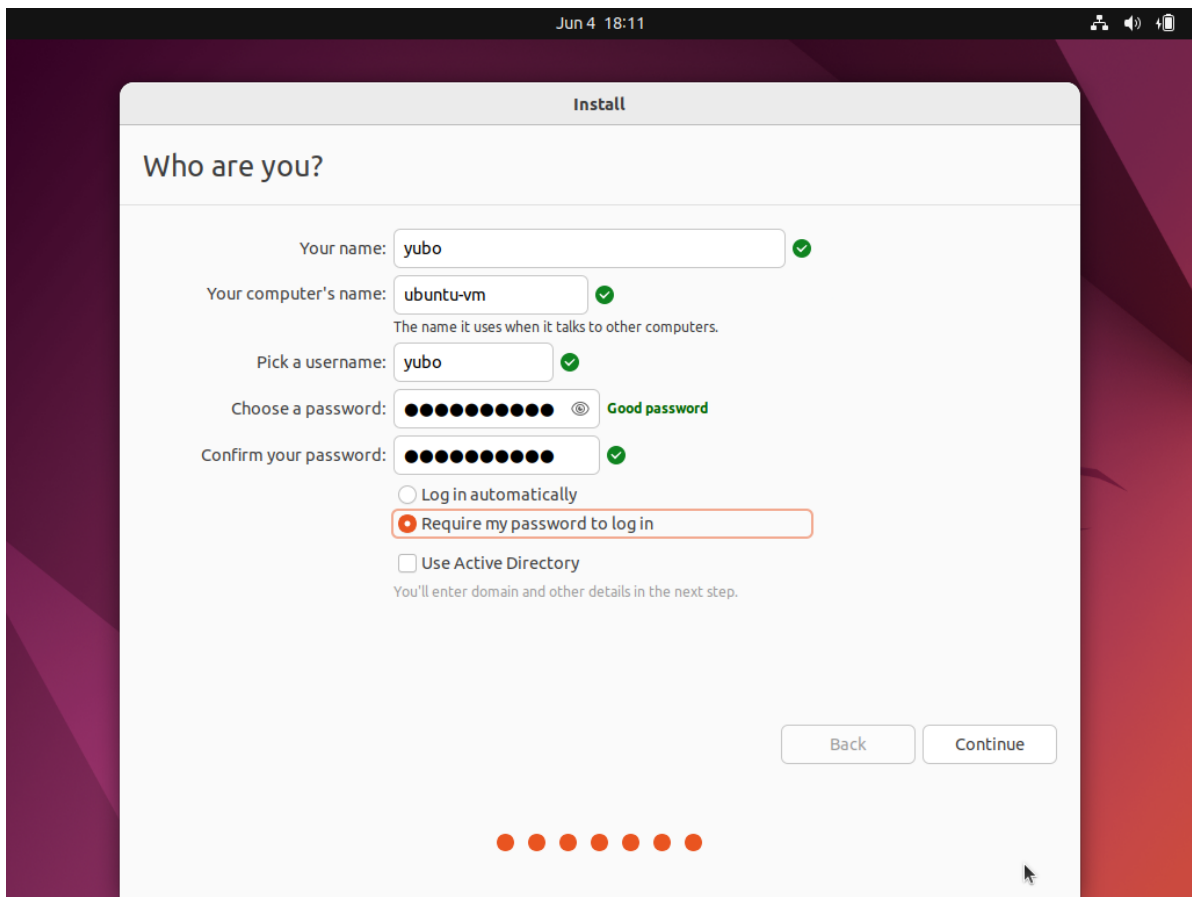 Jun 4 18:11
Install
Who are you?
Your name: yubo
Your computer's name: ubuntu-vm
The name it uses when it talks to other computers.
Pick a username: yubo
Choose a password: ●●●●●●●●●● Good password
Confirm your password: ●●●●●●●●●●
Log in automatically
Require my password to log in
Use Active Directory
You'll enter domain and other details in the next step.
Back Continue